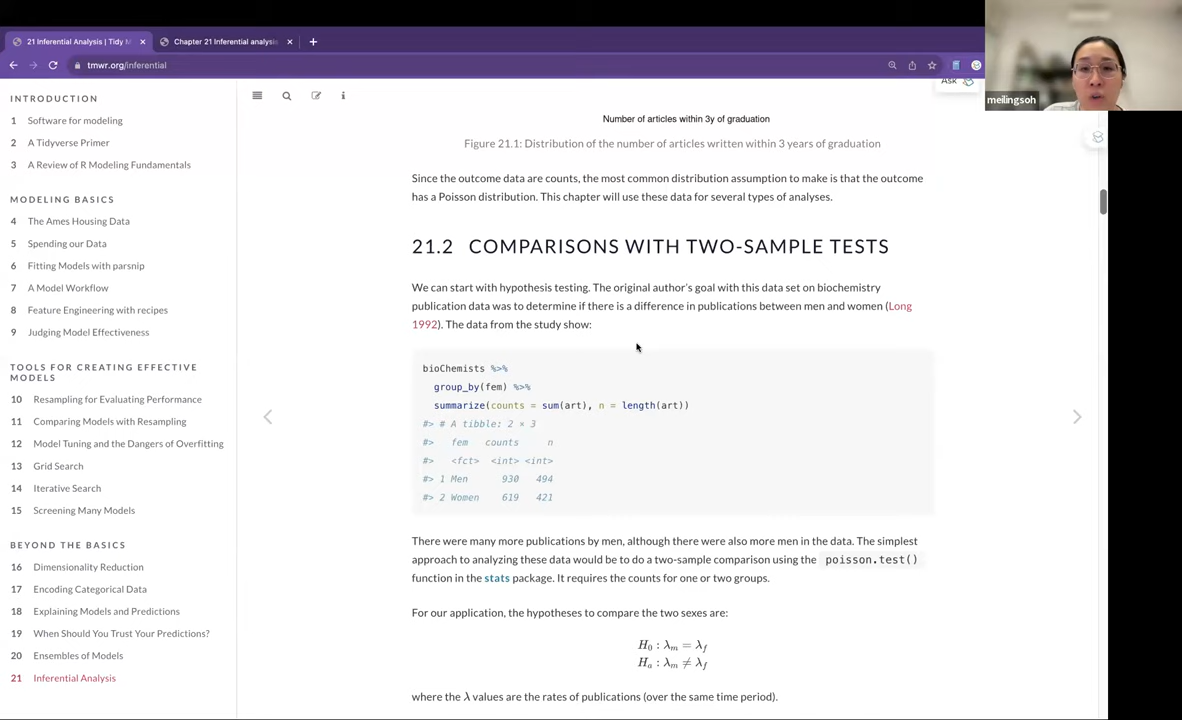 21 Inferential Analysis | Tidy M
Chapter 21 Inferential analysis
tmwr.org/inferential
meilingsoh
Ask
INTRODUCTION
1 Software for modeling
2 A Tidyverse Primer
3 A Review of R Modeling Fundamentals
MODELING BASICS
4 The Ames Housing Data
5 Spending our Data
6 Fitting Models with parsnip
7 A Model Workflow
8 Feature Engineering with recipes
9 Judging Model Effectiveness
TOOLS FOR CREATING EFFECTIVE
MODELS
10 Resampling for Evaluating Performance
11 Comparing Models with Resampling
12 Model Tuning and the Dangers of Overfitting
13 Grid Search
14 Iterative Search
15 Screening Many Models
BEYOND THE BASICS
16 Dimensionality Reduction
17 Encoding Categorical Data
18 Explaining Models and Predictions
19 When Should You Trust Your Predictions?
20 Ensembles of Models
21 Inferential Analysis
Number of articles within 3y of graduation
Figure 21.1: Distribution of the number of articles written within 3 years of graduation
Since the outcome data are counts, the most common distribution assumption to make is that the outcome
has a Poisson distribution. This chapter will use these data for several types of analyses.
21.2 COMPARISONS WITH TWO-SAMPLE TESTS
We can start with hypothesis testing. The original author's goal with this data set on biochemistry
publication data was to determine if there is a difference in publications between men and women (Long
1992). The data from the study show:
bioChemists %>%
group_by(fem) %>%
summarize(counts = sum(art), n = length(art))
#> # A tibble: 2 × 3
#> fem counts n
#> <fct> <int> <int>
#> 1 Men 930 494
#> 2 Women 619 421
There were many more publications by men, although there were also more men in the data. The simplest
approach to analyzing these data would be to do a two-sample comparison using the poisson.test()
function in the stats package. It requires the counts for one or two groups.
For our application, the hypotheses to compare the two sexes are:
H₀ : λₘ = λ_f
Hₐ : λₘ ≠ λ_f
where the λ values are the rates of publications (over the same time period).